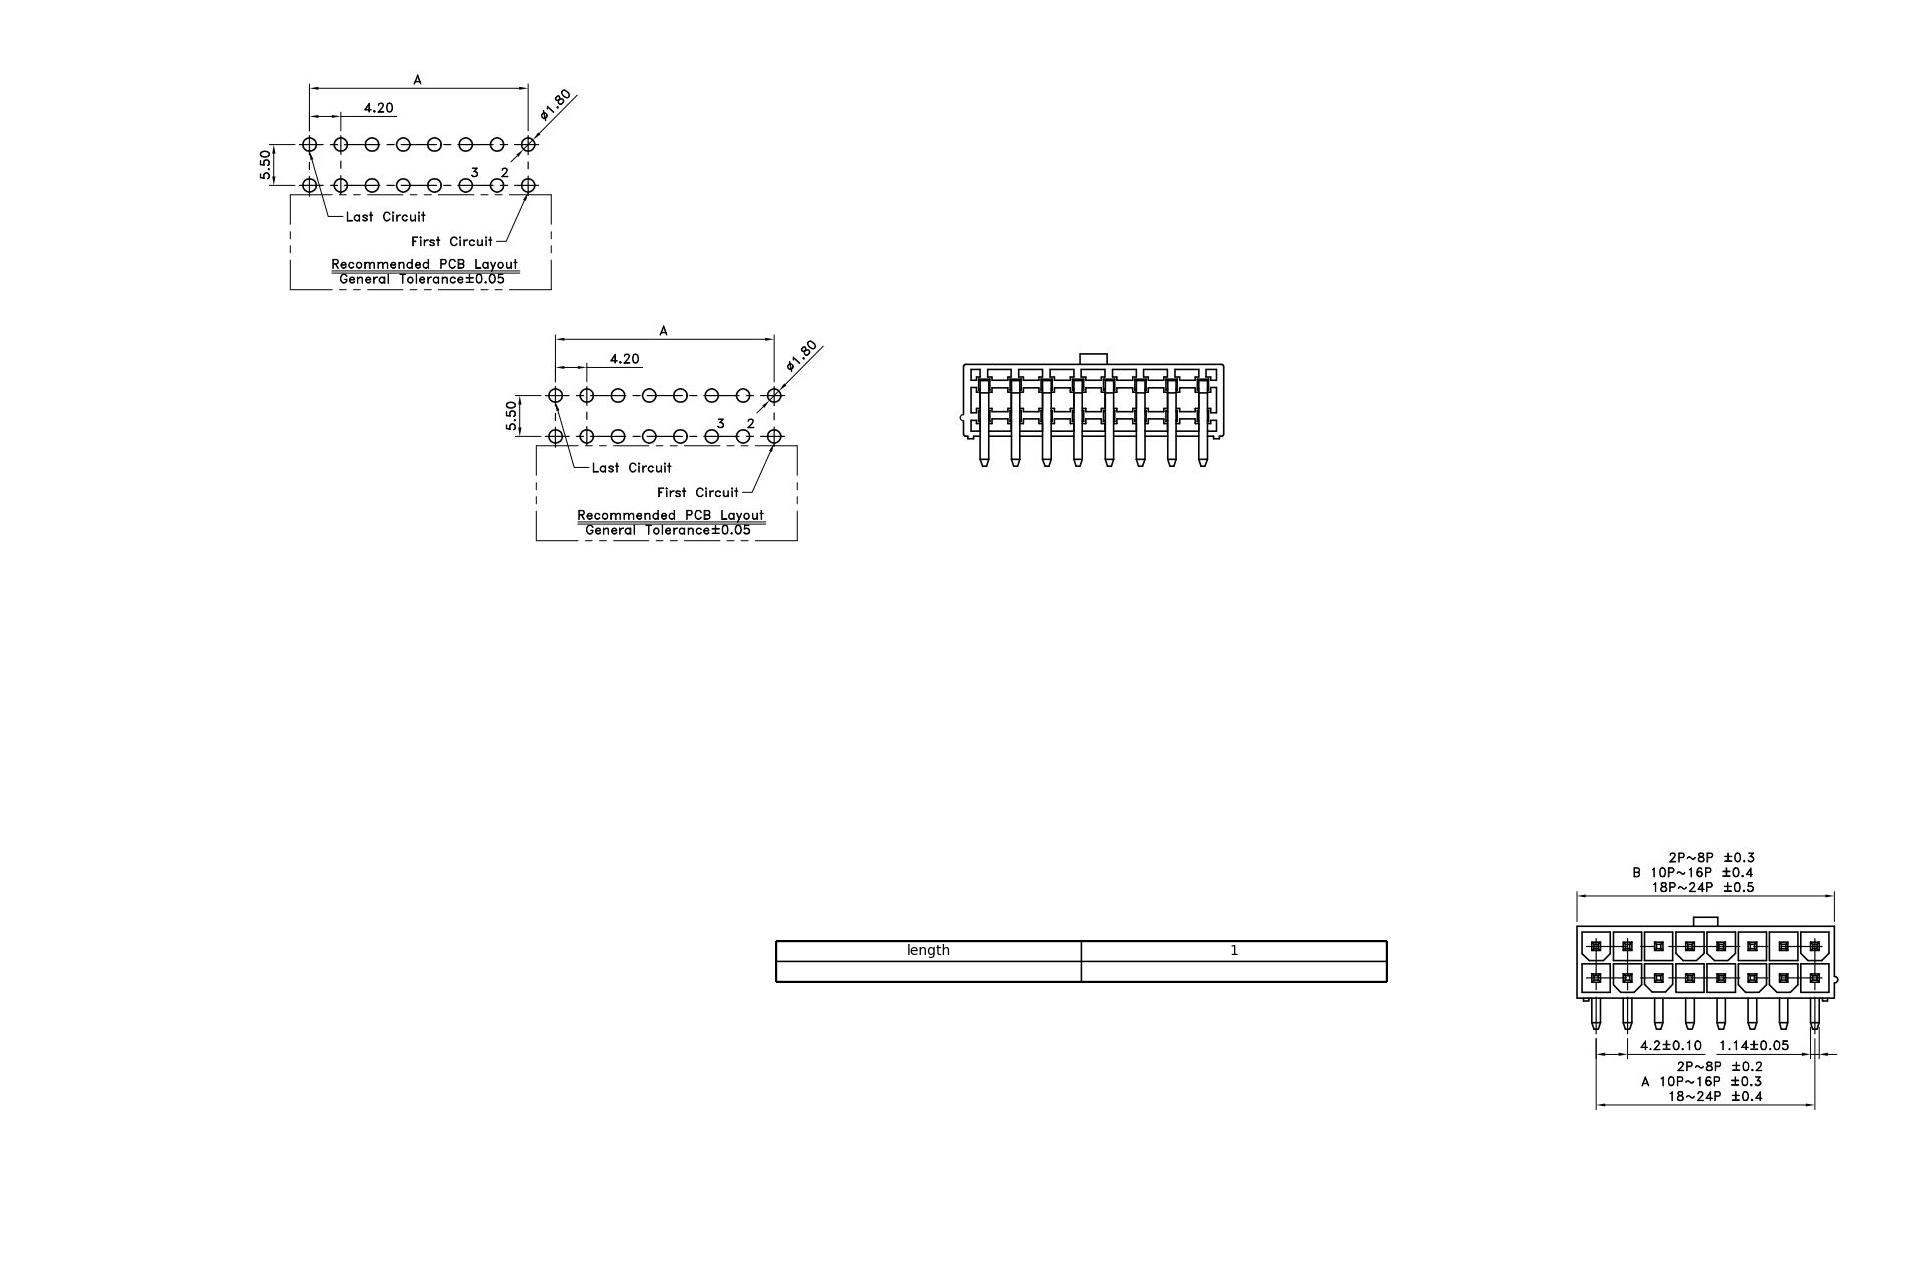 A
4.20
ø1.80
5.50
3 2
Last Circuit
First Circuit
Recommended PCB Layout
General Tolerance±0.05
A
4.20
ø1.80
5.50
3 2
Last Circuit
First Circuit
Recommended PCB Layout
General Tolerance±0.05
2P~8P ±0.3
B 10P~16P ±0.4
18P~24P ±0.5
length 1
4.2±0.10 1.14±0.05
2P~8P ±0.2
A 10P~16P ±0.3
18~24P ±0.4